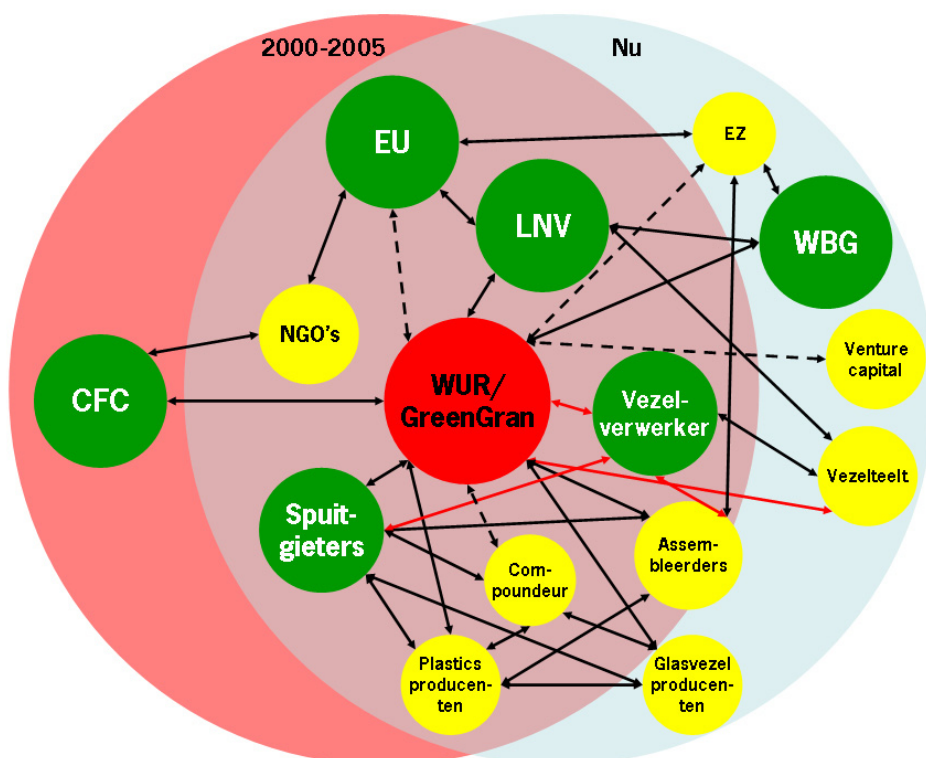 2000-2005
Nu
EU
EZ
LNV
WBG
NGO's
Venture
capital
CFC
WUR/
GreenGran
Vezel-
verwerker
Vezelteelt
Spuit-
gieters
Assem-
bleerders
Com-
poundeur
Plastics
producen-
ten
Glasvezel
producen-
ten